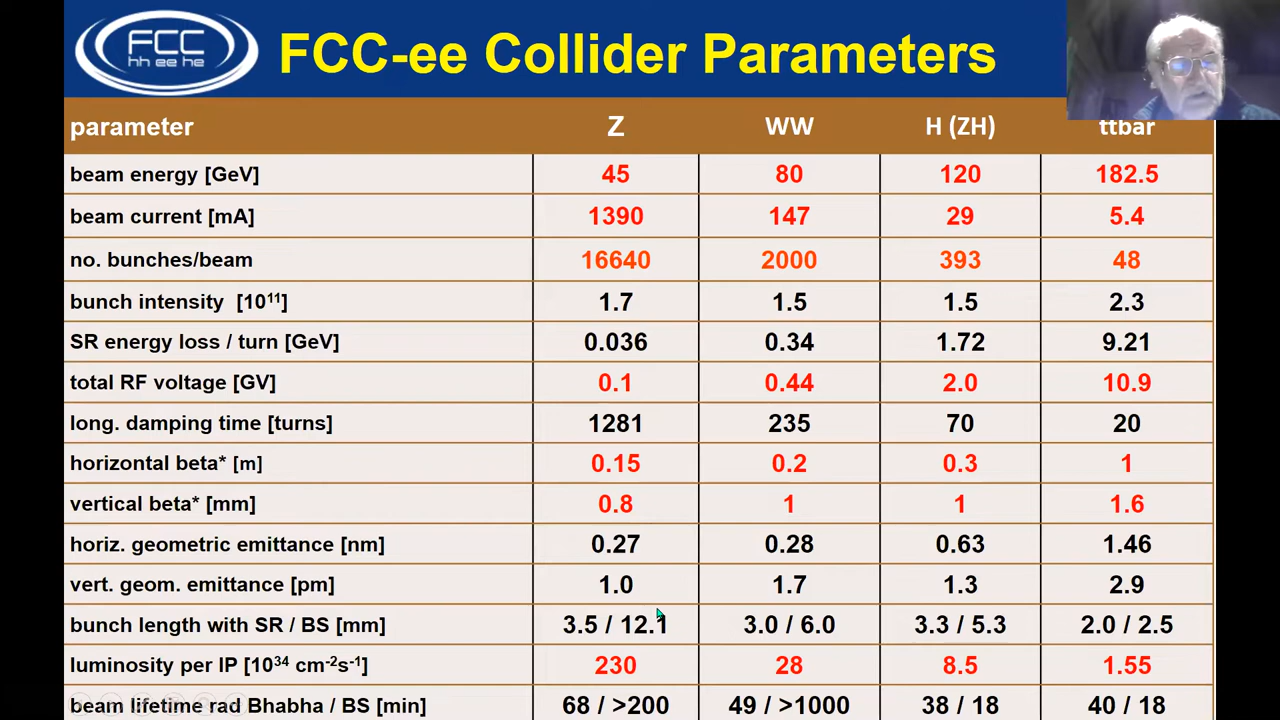 FCC
hh ee he
FCC-ee Collider Parameters
parameter Z WW H (ZH) ttbar
beam energy [GeV] 45 80 120 182.5
beam current [mA] 1390 147 29 5.4
no. bunches/beam 16640 2000 393 48
bunch intensity [10¹¹] 1.7 1.5 1.5 2.3
SR energy loss / turn [GeV] 0.036 0.34 1.72 9.21
total RF voltage [GV] 0.1 0.44 2.0 10.9
long. damping time [turns] 1281 235 70 20
horizontal beta* [m] 0.15 0.2 0.3 1
vertical beta* [mm] 0.8 1 1 1.6
horiz. geometric emittance [nm] 0.27 0.28 0.63 1.46
vert. geom. emittance [pm] 1.0 1.7 1.3 2.9
bunch length with SR / BS [mm] 3.5 / 12.1 3.0 / 6.0 3.3 / 5.3 2.0 / 2.5
luminosity per IP [10³⁴ cm⁻²s⁻¹] 230 28 8.5 1.55
beam lifetime rad Bhabha / BS [min] 68 / >200 49 / >1000 38 / 18 40 / 18